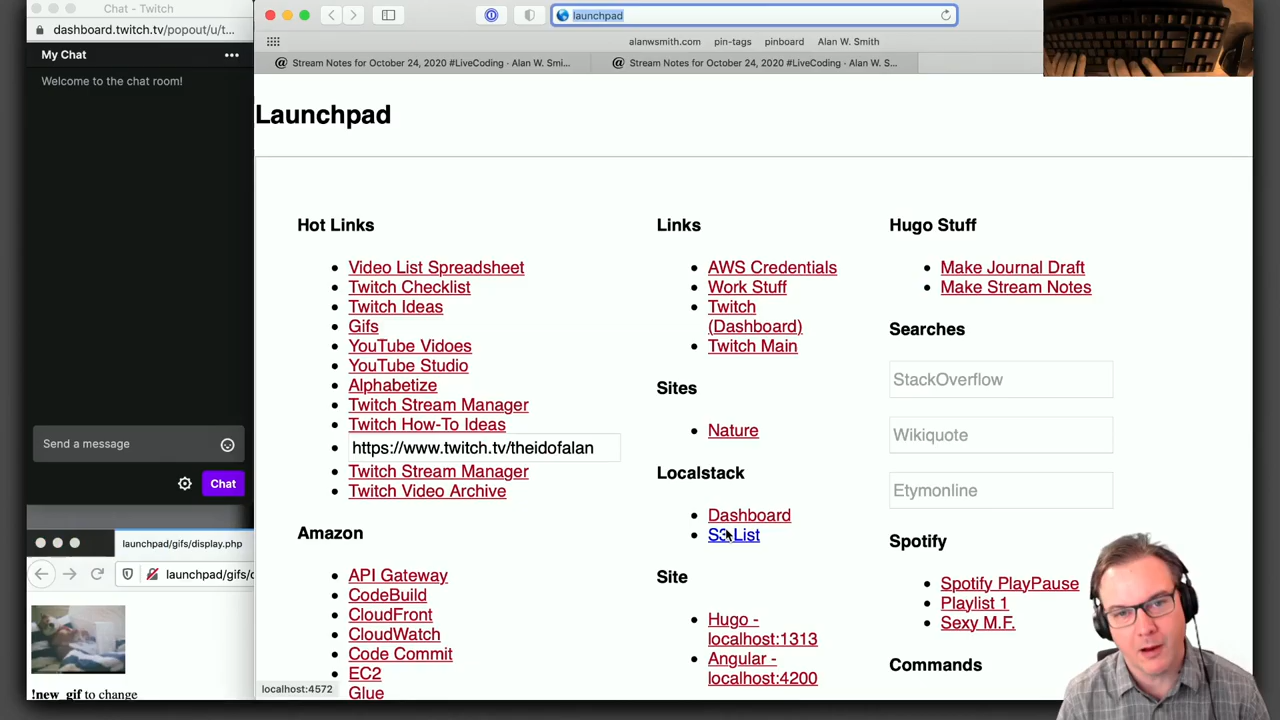 Chat - Twitch
dashboard.twitch.tv/popout/u/t...
My Chat
Welcome to the chat room!
Send a message
Chat
launchpad/gifs/display.php
launchpad/gifs/d
!new_gif to change
launchpad
alanwsmith.com
pin-tags
pinboard
Alan W. Smith
Stream Notes for October 24, 2020 #LiveCoding - Alan W. Smi...
Stream Notes for October 24, 2020 #LiveCoding - Alan W. S...
Launchpad
Hot Links
Video List Spreadsheet
Twitch Checklist
Twitch Ideas
Gifs
YouTube Vidoes
YouTube Studio
Alphabetize
Twitch Stream Manager
Twitch How-To Ideas
https://www.twitch.tv/theidofalan
Twitch Stream Manager
Twitch Video Archive
Amazon
API Gateway
CodeBuild
CloudFront
CloudWatch
Code Commit
EC2
Glue
localhost:4572
Links
AWS Credentials
Work Stuff
Twitch
(Dashboard)
Twitch Main
Sites
Nature
Localstack
Dashboard
S3 List
Site
Hugo -
localhost:1313
Angular -
localhost:4200
Hugo Stuff
Make Journal Draft
Make Stream Notes
Searches
StackOverflow
Wikiquote
Etymonline
Spotify
Spotify PlayPause
Playlist 1
Sexy M.F.
Commands